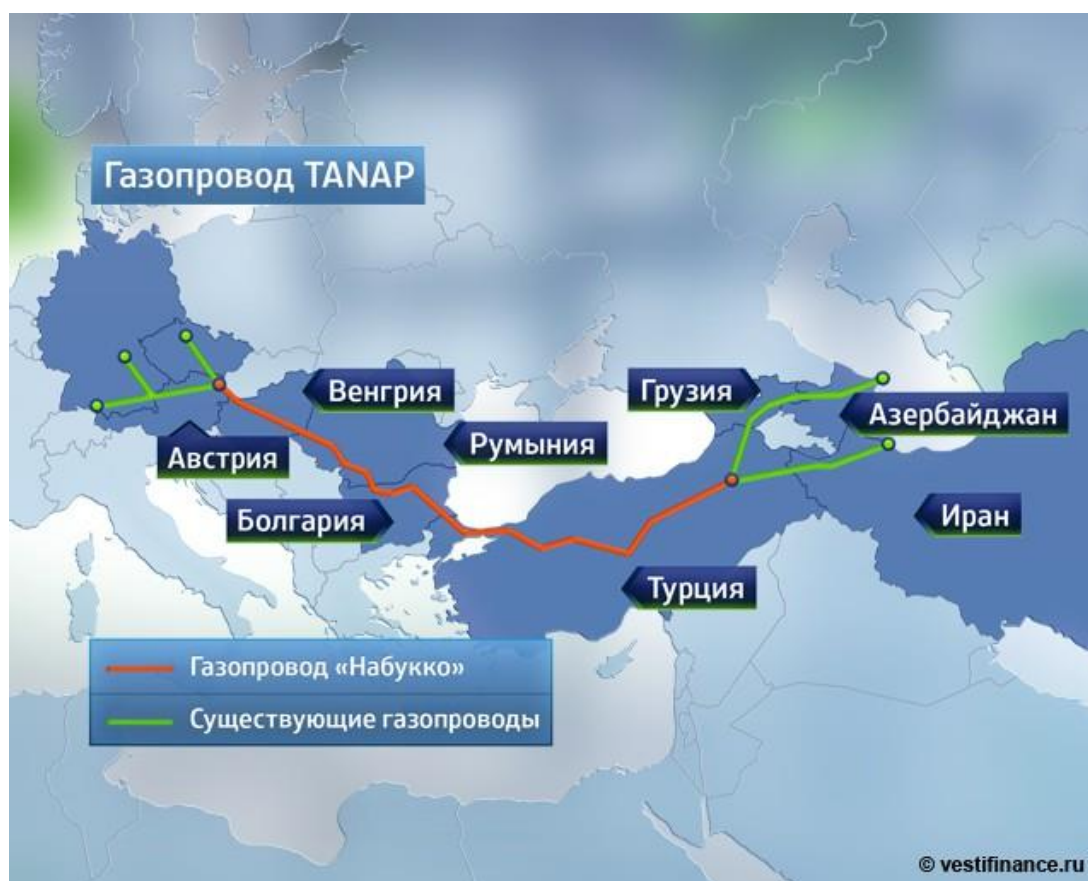 Газопровод TANAP
Венгрия
Грузия
Азербайджан
Румыния
Австрия
Болгария
Иран
Турция
Газопровод «Набукко»
Существующие газопроводы
© vestifinance.ru